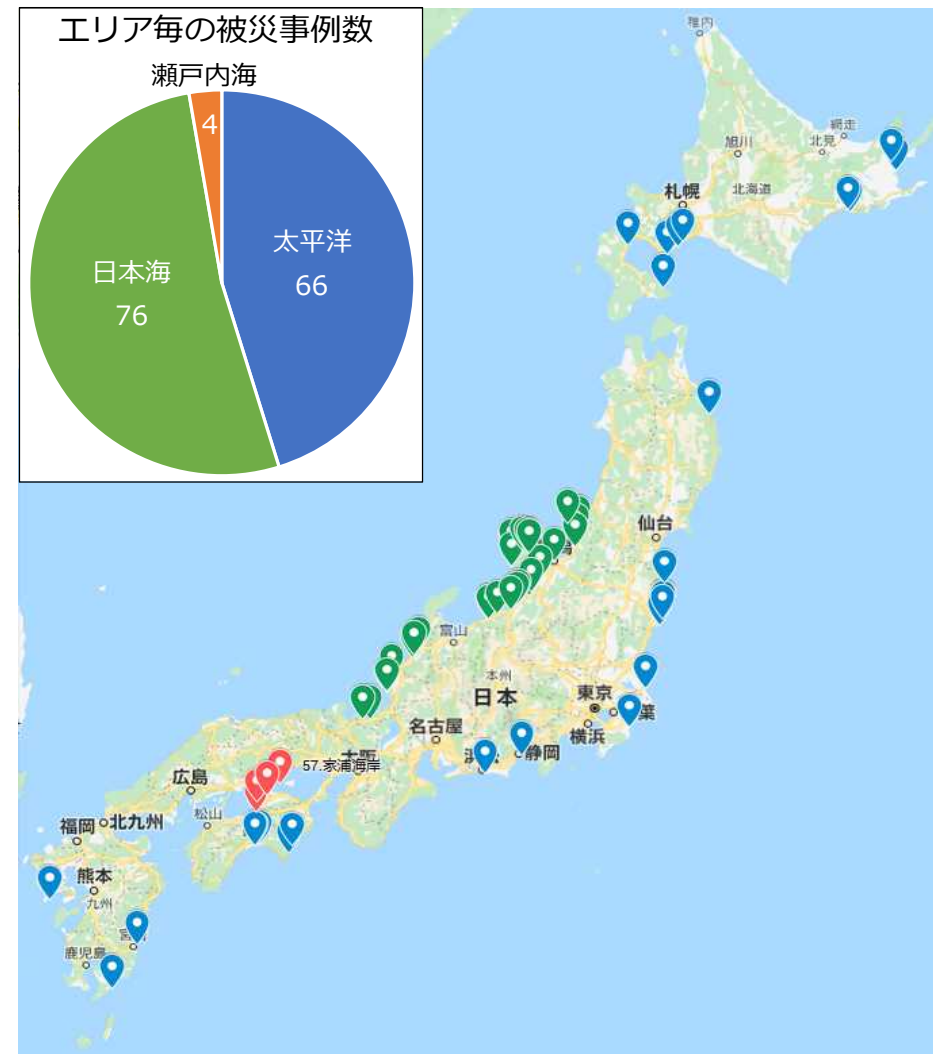 エリア毎の被災事例数
瀬戸内海
4
太平洋
66
日本海
76
稚内
網走
旭川
北見
札幌
北海道
仙台
富山
本州
日本
東京
名古屋
横浜
静岡
57.家浦海岸
広島
松山
福岡
北九州
熊本
九州
鹿児島